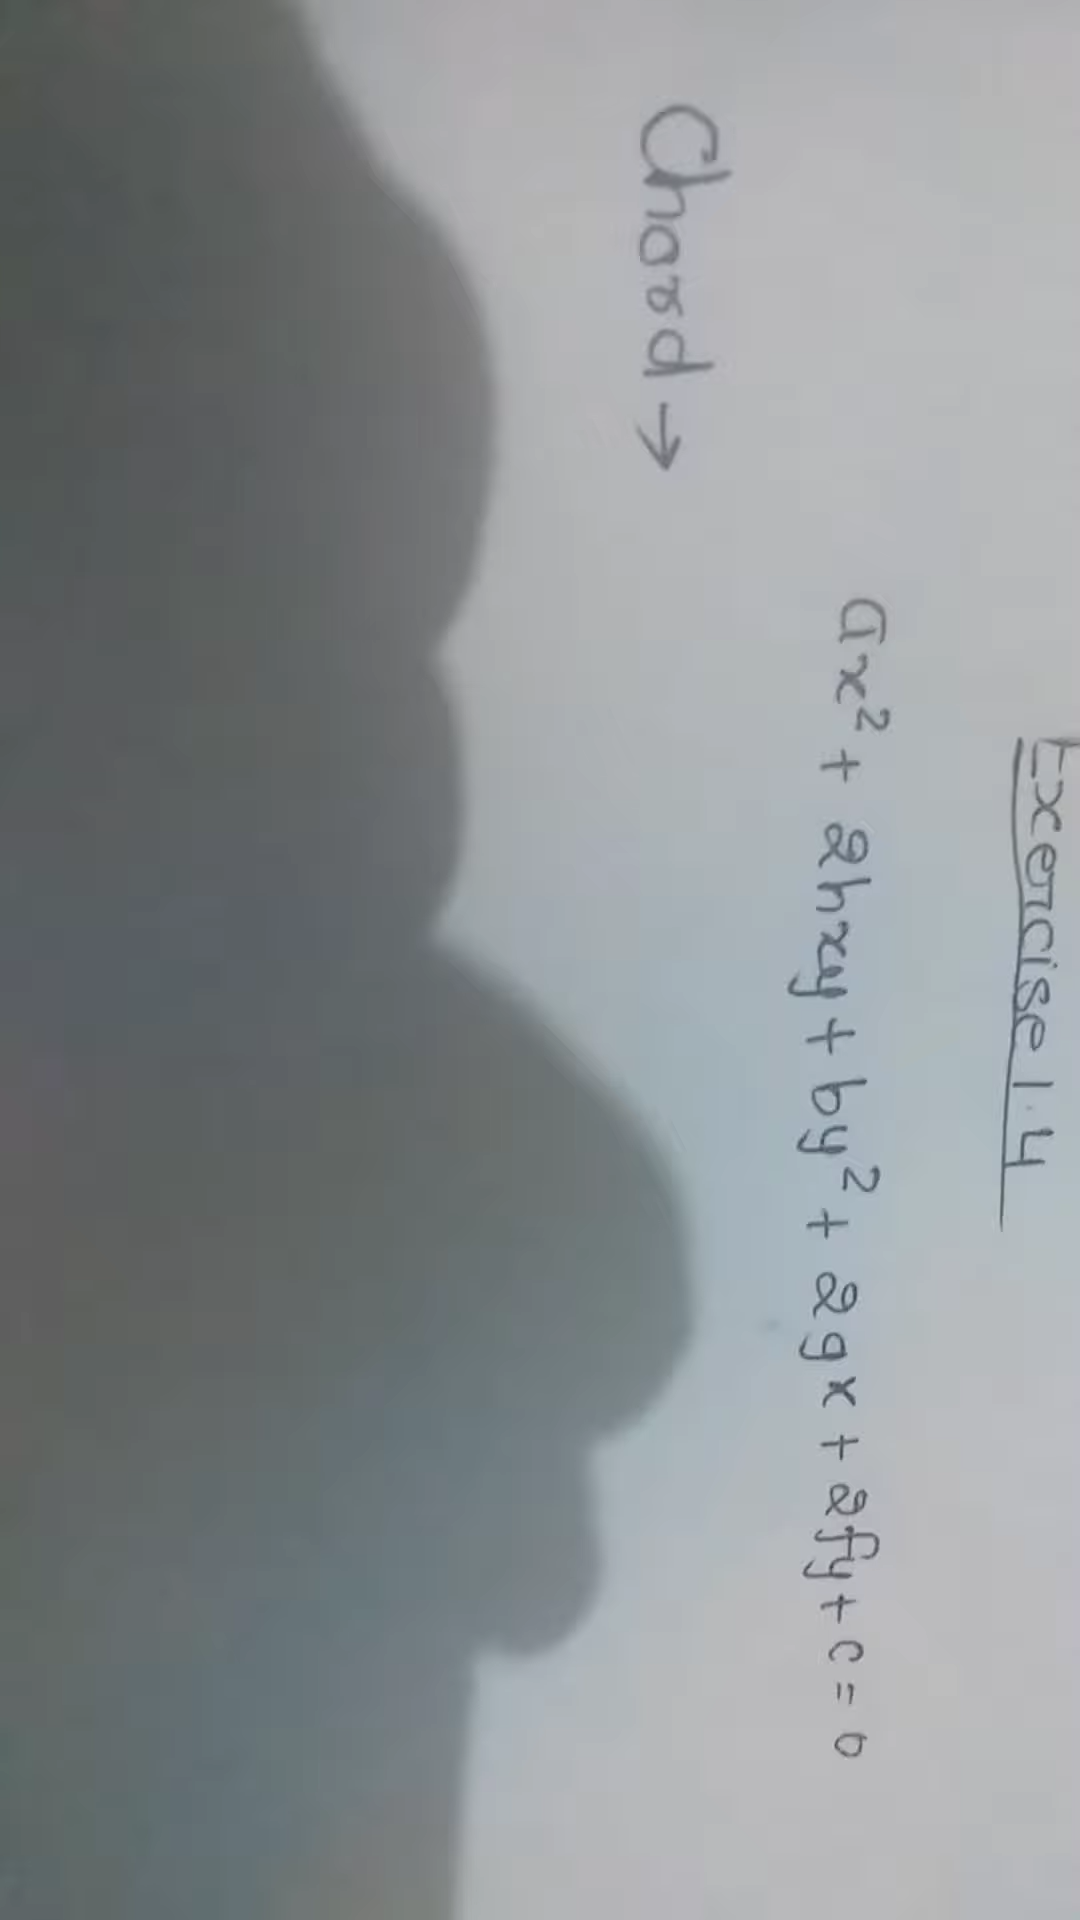 Exercise 1.4
ax² + 2hxy + by² + 2gx + 2fy + c = 0
Chord →